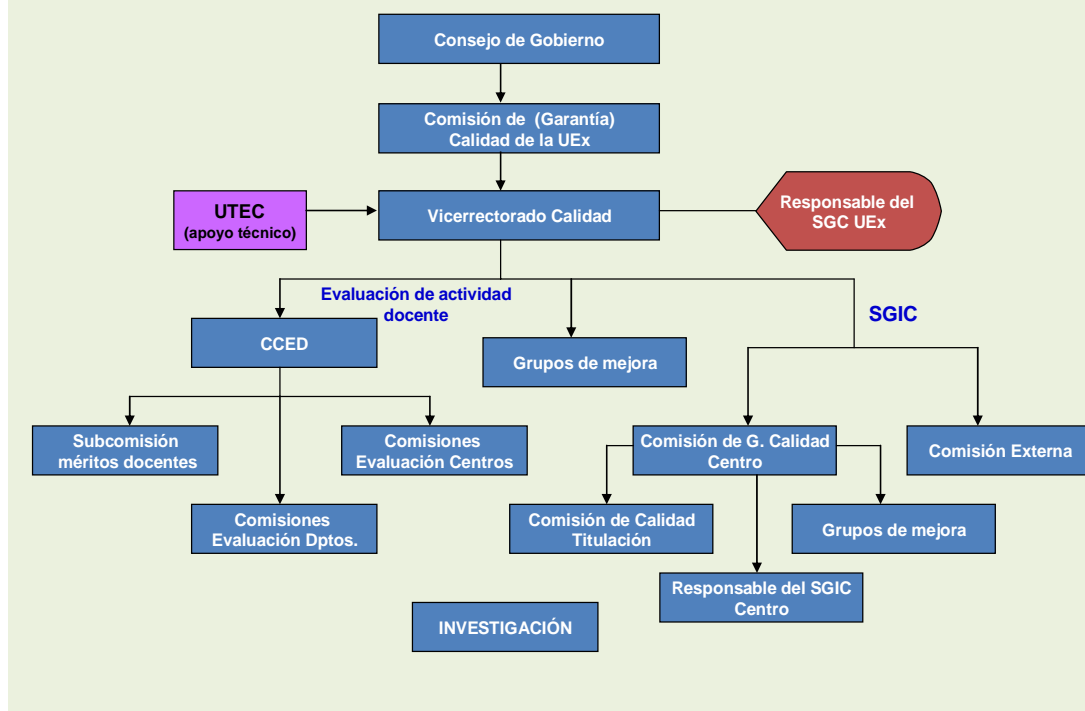 Consejo de Gobierno
Comisión de (Garantía)
Calidad de la UEx
UTEC
(apoyo técnico)
Vicerrectorado Calidad
Responsable del
SGC UEx
Evaluación de actividad
docente
SGIC
CCED
Grupos de mejora
Subcomisión
méritos docentes
Comisiones
Evaluación Centros
Comisión de G. Calidad
Centro
Comisión Externa
Comisiones
Evaluación Dptos.
Comisión de Calidad
Titulación
Grupos de mejora
Responsable del SGIC
Centro
INVESTIGACIÓN